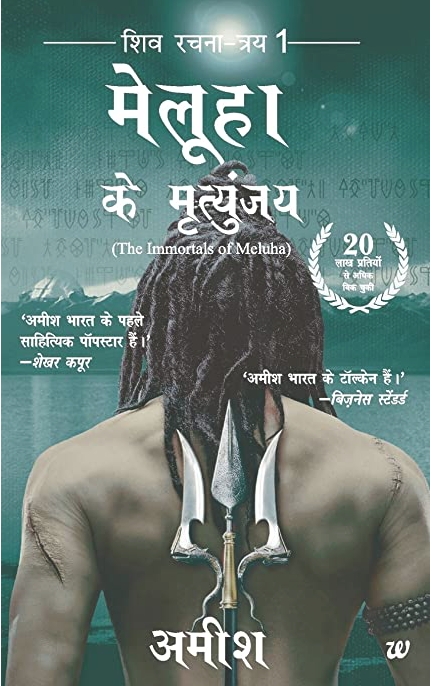 शिव रचना-त्रय 1
मेलूहा
के मृत्युंजय
(The Immortals of Meluha)
20
लाख प्रतियों
से अधिक
बिक चुकी
‘अमीश भारत के पहले
साहित्यिक पॉपस्टार हैं।’
—शेखर कपूर
‘अमीश भारत के टॉल्केन हैं।’
—बिज़नेस स्टेंडर्ड
अमीश
w